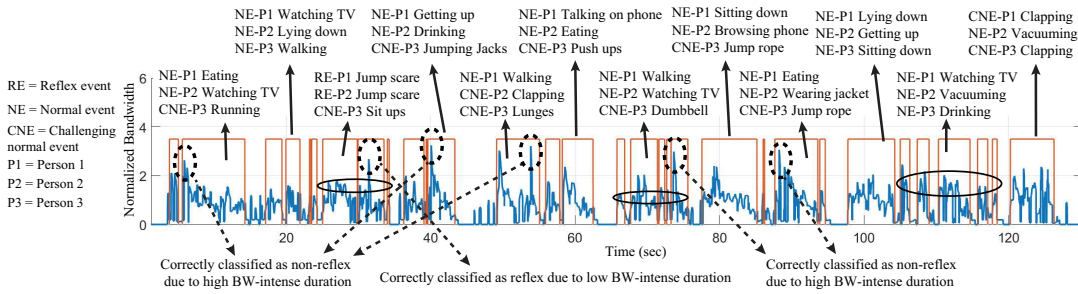 NE-P1 Watching TV
NE-P2 Lying down
NE-P3 Walking
NE-P1 Getting up
NE-P2 Drinking
CNE-P3 Jumping Jacks
NE-P1 Talking on phone
NE-P2 Eating
CNE-P3 Push ups
NE-P1 Sitting down
NE-P2 Browsing phone
CNE-P3 Jump rope
NE-P1 Lying down
NE-P2 Getting up
NE-P3 Sitting down
CNE-P1 Clapping
NE-P2 Vacuuming
CNE-P3 Clapping
RE = Reflex event
NE = Normal event
CNE = Challenging
normal event
P1 = Person 1
P2 = Person 2
P3 = Person 3
NE-P1 Eating
NE-P2 Watching TV
CNE-P3 Running
RE-P1 Jump scare
RE-P2 Jump scare
CNE-P3 Sit ups
NE-P1 Walking
CNE-P2 Clapping
CNE-P3 Lunges
NE-P1 Walking
NE-P2 Watching TV
CNE-P3 Dumbbell
NE-P1 Eating
NE-P2 Wearing jacket
CNE-P3 Jump rope
NE-P1 Watching TV
NE-P2 Vacuuming
NE-P3 Drinking
Normalized Bandwidth
6
4
2
0
20
40
60
80
100
120
Time (sec)
Correctly classified as non-reflex
due to high BW-intense duration
Correctly classified as reflex due to low BW-intense duration
Correctly classified as non-reflex
due to high BW-intense duration